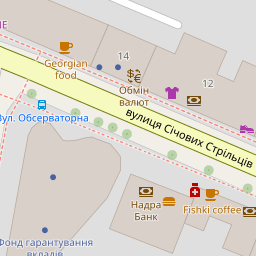 14
Georgian
food
Обмін
валют
12
вулиця Січових Стрільців
Вул. Обсерваторна
Надра
Банк
Fishki coffee
Фонд гарантування
вкладів